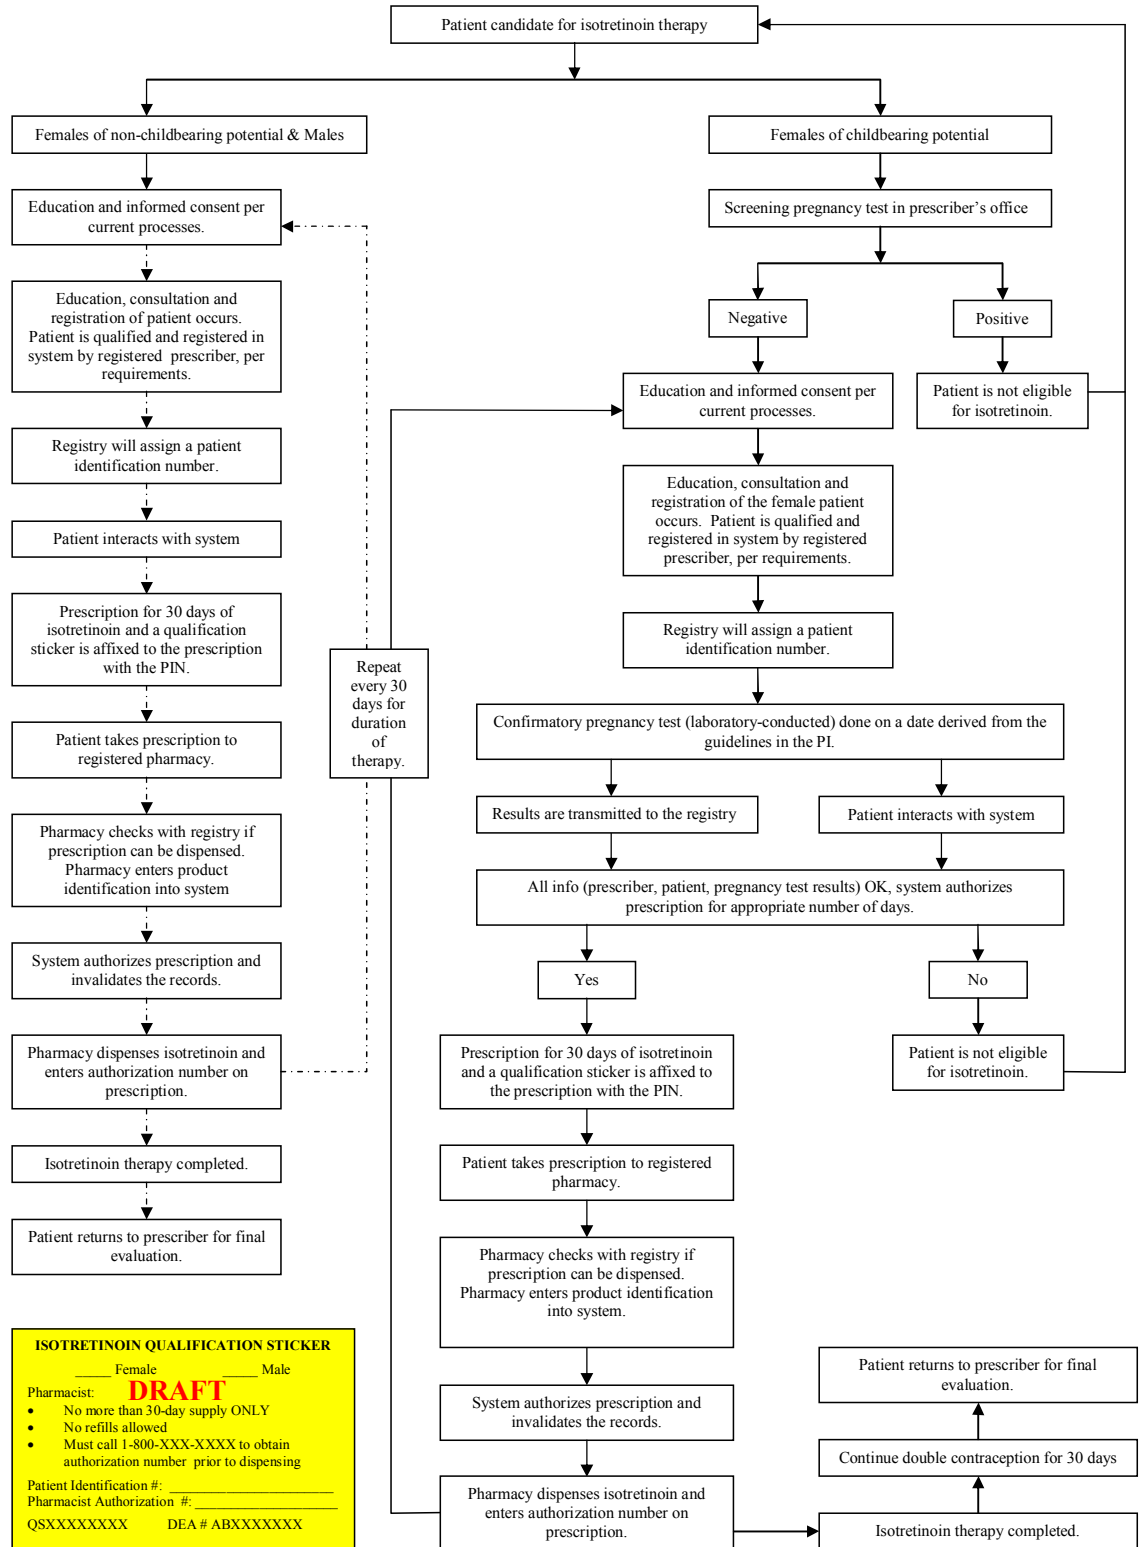 Patient candidate for isotretinoin therapy
Females of non-childbearing potential & Males
Education and informed consent per
current processes.
Education, consultation and
registration of patient occurs.
Patient is qualified and registered in
system by registered prescriber, per
requirements.
Registry will assign a patient
identification number.
Patient interacts with system
Prescription for 30 days of
isotretinoin and a qualification
sticker is affixed to the prescription
with the PIN.
Patient takes prescription to
registered pharmacy.
Pharmacy checks with registry if
prescription can be dispensed.
Pharmacy enters product
identification into system
System authorizes prescription and
invalidates the records.
Pharmacy dispenses isotretinoin and
enters authorization number on
prescription.
Isotretinoin therapy completed.
Patient returns to prescriber for final
evaluation.
Repeat
every 30
days for
duration
of
therapy.
Females of childbearing potential
Screening pregnancy test in prescriber's office
Negative
Positive
Patient is not eligible
for isotretinoin.
Education and informed consent per
current processes.
Education, consultation and
registration of the female patient
occurs. Patient is qualified and
registered in system by registered
prescriber, per requirements.
Registry will assign a patient
identification number.
Confirmatory pregnancy test (laboratory-conducted) done on a date derived from the
guidelines in the PI.
Results are transmitted to the registry
Patient interacts with system
All info (prescriber, patient, pregnancy test results) OK, system authorizes
prescription for appropriate number of days.
Yes
No
Patient is not eligible
for isotretinoin.
Prescription for 30 days of isotretinoin
and a qualification sticker is affixed to
the prescription with the PIN.
Patient takes prescription to registered
pharmacy.
Pharmacy checks with registry if
prescription can be dispensed.
Pharmacy enters product identification
into system.
System authorizes prescription and
invalidates the records.
Pharmacy dispenses isotretinoin and
enters authorization number on
prescription.
Isotretinoin therapy completed.
Continue double contraception for 30 days
Patient returns to prescriber for final
evaluation.
ISOTRETINOIN QUALIFICATION STICKER
_____ Female _____ Male
Pharmacist: DRAFT
• No more than 30-day supply ONLY
• No refills allowed
• Must call 1-800-XXX-XXXX to obtain
authorization number prior to dispensing
Patient Identification #: _______________________
Pharmacist Authorization #: ____________________
QSXXXXXXXX DEA # ABXXXXXXX